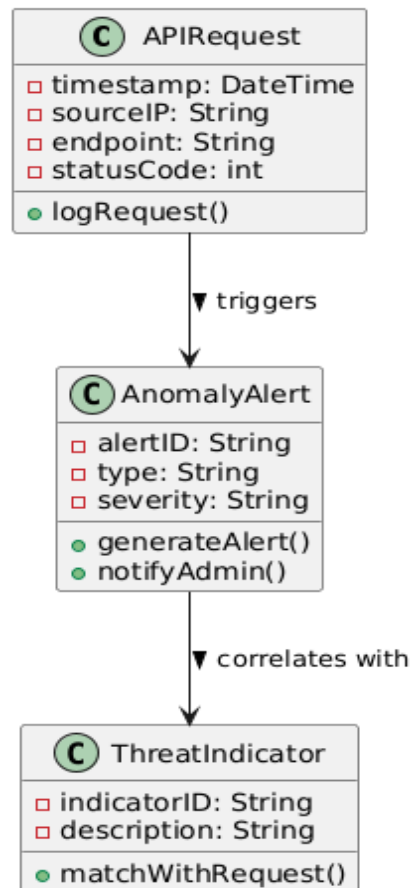 C APIRequest
timestamp: DateTime
sourceIP: String
endpoint: String
statusCode: int
logRequest()
triggers
C AnomalyAlert
alertID: String
type: String
severity: String
generateAlert()
notifyAdmin()
correlates with
C ThreatIndicator
indicatorID: String
description: String
matchWithRequest()